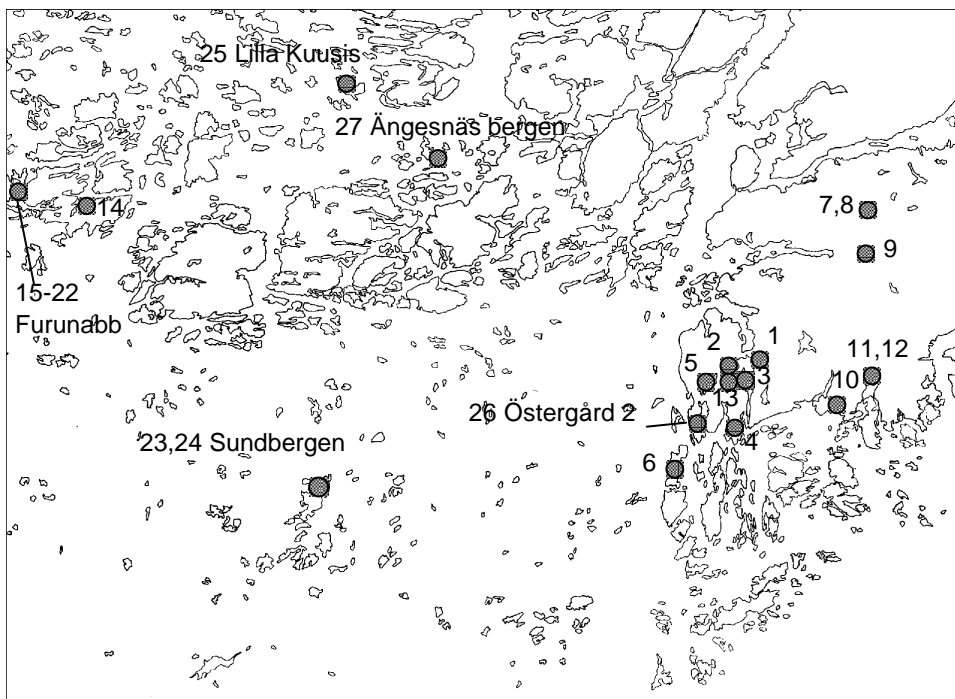 25 Lilla Kuusis
27 Ängesnäs bergen
14
7,8
9
15-22
Furunabb
2
1
11,12
5
3
13
10
26 Östergård 2
4
23,24 Sundbergen
6